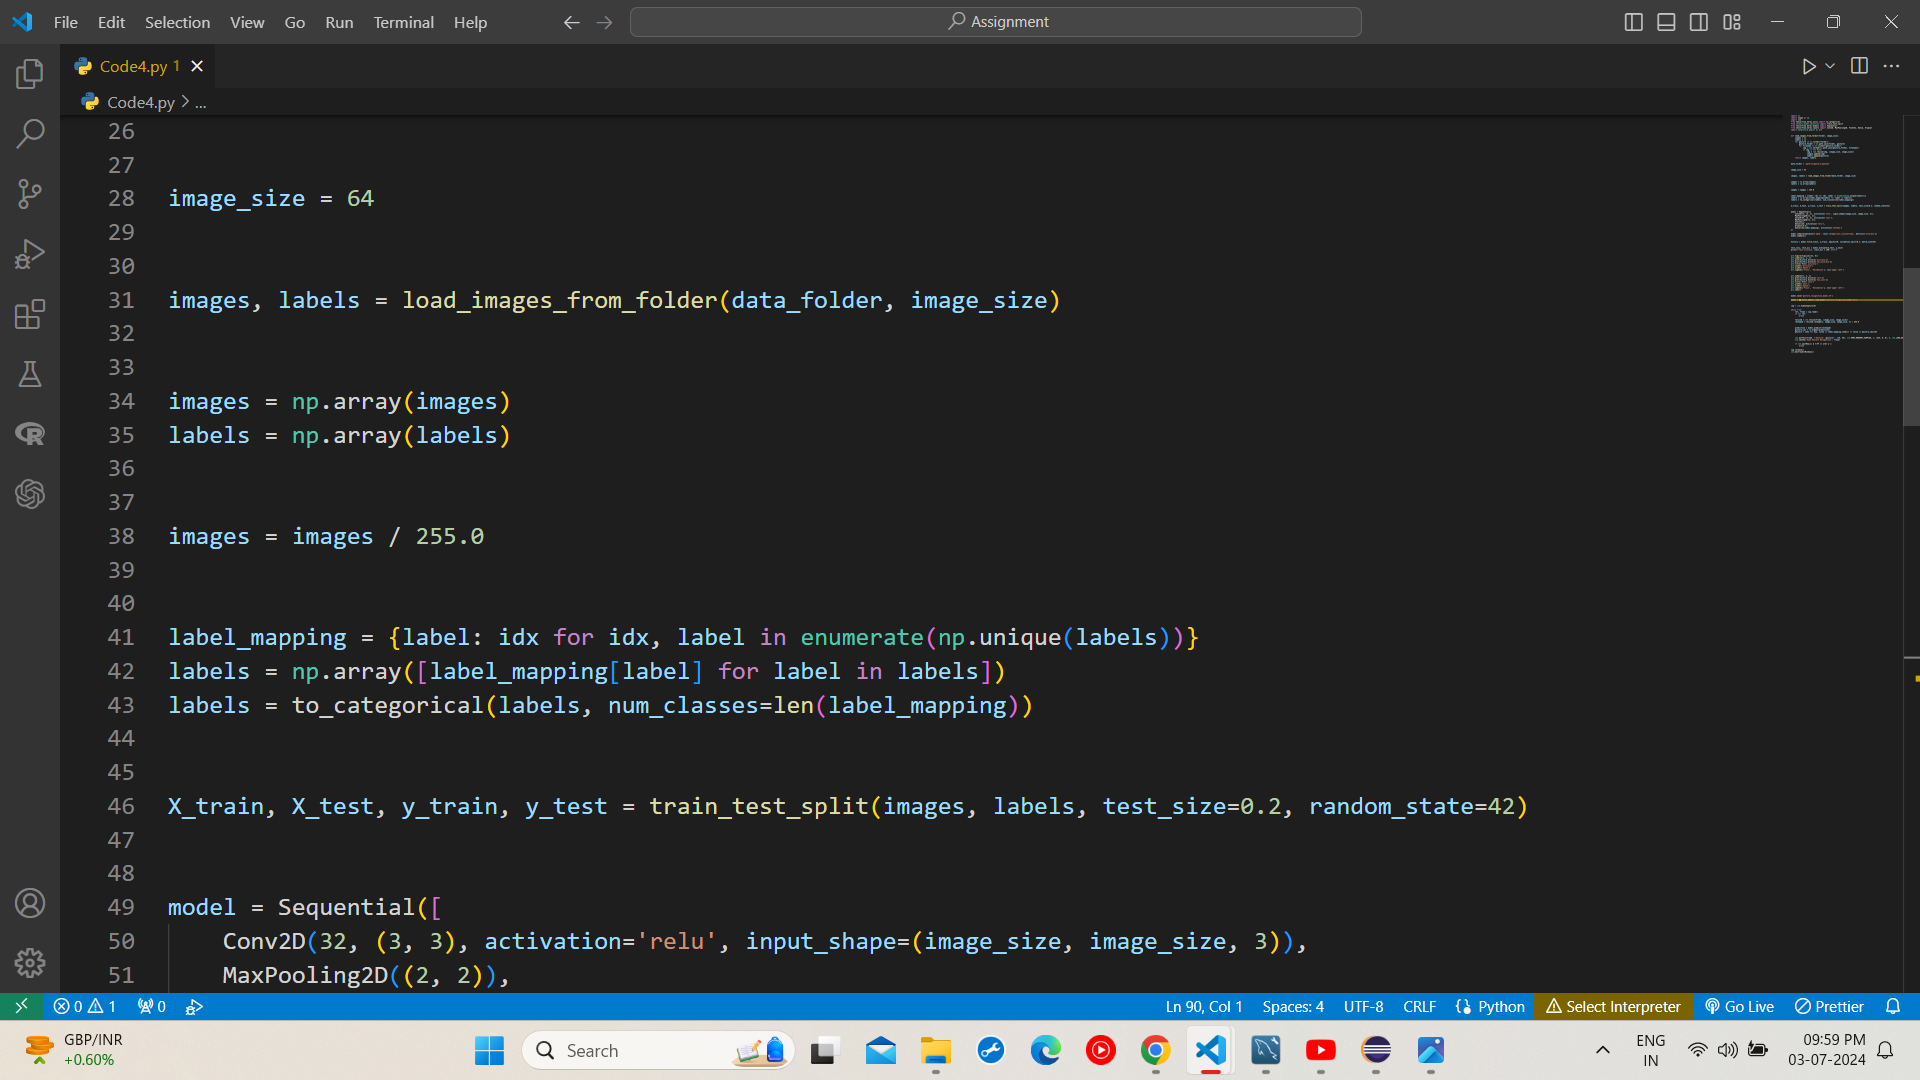 File Edit Selection View Go Run Terminal Help
Assignment
Code4.py 1
Code4.py > ...
26
27
28 image_size = 64
29
30
31 images, labels = load_images_from_folder(data_folder, image_size)
32
33
34 images = np.array(images)
35 labels = np.array(labels)
36
37
38 images = images / 255.0
39
40
41 label_mapping = {label: idx for idx, label in enumerate(np.unique(labels))}
42 labels = np.array([label_mapping[label] for label in labels])
43 labels = to_categorical(labels, num_classes=len(label_mapping))
44
45
46 X_train, X_test, y_train, y_test = train_test_split(images, labels, test_size=0.2, random_state=42)
47
48
49 model = Sequential([
50 Conv2D(32, (3, 3), activation='relu', input_shape=(image_size, image_size, 3)),
51 MaxPooling2D((2, 2)),
0 1 0 Ln 90, Col 1 Spaces: 4 UTF-8 CRLF {} Python Select Interpreter Go Live Prettier
GBP/INR
+0.60%
Search
ENG
IN
09:59 PM
03-07-2024